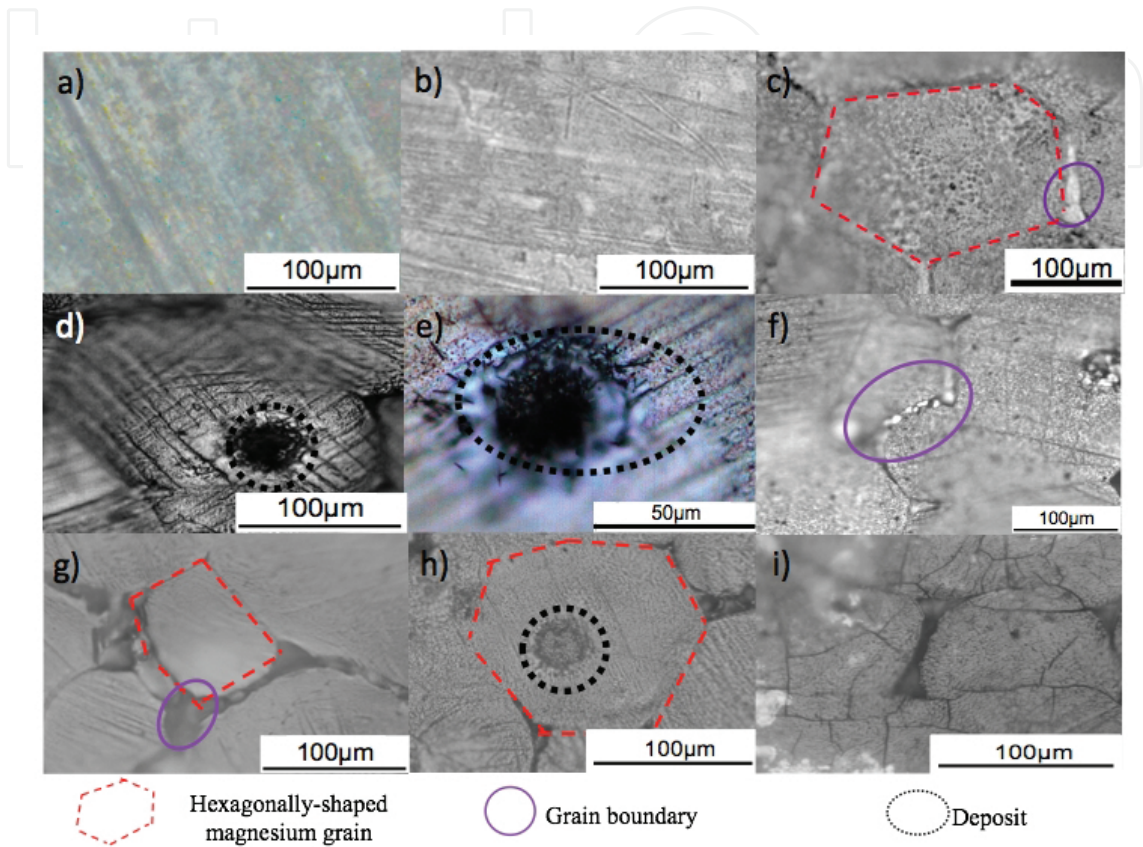 a)
b)
c)
100µm
100µm
100µm
d)
e)
f)
100µm
50µm
100µm
g)
h)
i)
100µm
100µm
100µm
Hexagonally-shaped
magnesium grain
Grain boundary
Deposit